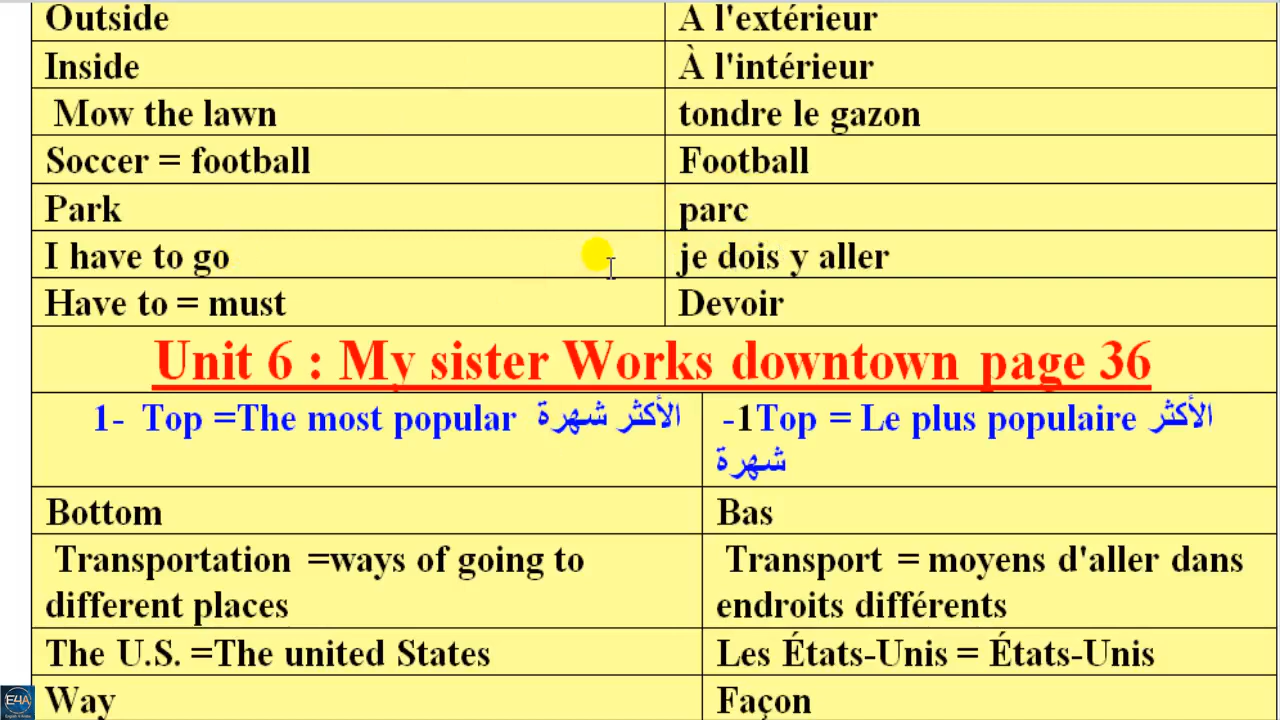 Outside A l'extérieur
Inside À l'intérieur
Mow the lawn tondre le gazon
Soccer = football Football
Park parc
I have to go je dois y aller
Have to = must Devoir
Unit 6 : My sister Works downtown page 36
1- Top =The most popular الأكثر شهرة -1Top = Le plus populaire الأكثر
شهرة
Bottom Bas
Transportation =ways of going to Transport = moyens d'aller dans
different places endroits différents
The U.S. =The united States Les États-Unis = États-Unis
Way Façon
E4A